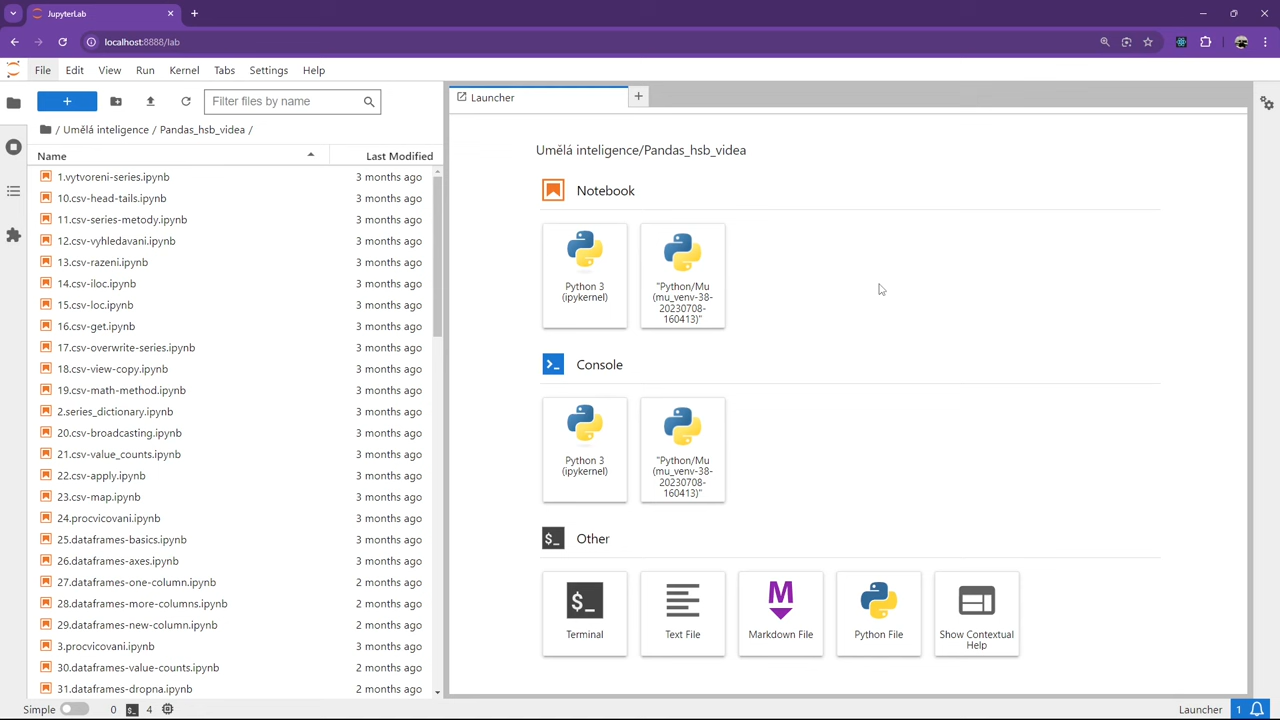 JupyterLab
localhost:8888/lab
File Edit View Run Kernel Tabs Settings Help
Filter files by name
/ Umělá inteligence / Pandas_hsb_videa /
Name Last Modified
1.vytvoreni-series.ipynb 3 months ago
10.csv-head-tails.ipynb 3 months ago
11.csv-series-metody.ipynb 3 months ago
12.csv-vyhledavani.ipynb 3 months ago
13.csv-razeni.ipynb 3 months ago
14.csv-iloc.ipynb 3 months ago
15.csv-loc.ipynb 3 months ago
16.csv-get.ipynb 3 months ago
17.csv-overwrite-series.ipynb 3 months ago
18.csv-view-copy.ipynb 3 months ago
19.csv-math-method.ipynb 3 months ago
2.series_dictionary.ipynb 3 months ago
20.csv-broadcasting.ipynb 3 months ago
21.csv-value_counts.ipynb 3 months ago
22.csv-apply.ipynb 3 months ago
23.csv-map.ipynb 3 months ago
24.procvicovani.ipynb 3 months ago
25.dataframes-basics.ipynb 3 months ago
26.dataframes-axes.ipynb 3 months ago
27.dataframes-one-column.ipynb 2 months ago
28.dataframes-more-columns.ipynb 2 months ago
29.dataframes-new-column.ipynb 2 months ago
3.procvicovani.ipynb 3 months ago
30.dataframes-value-counts.ipynb 2 months ago
31.dataframes-dropna.ipynb 2 months ago
Launcher
Umělá inteligence/Pandas_hsb_videa
Notebook
Python 3
(ipykernel)
"Python/Mu
(mu_venv-38-
20230708-
160413)"
Console
Python 3
(ipykernel)
"Python/Mu
(mu_venv-38-
20230708-
160413)"
$_ Other
$_
Terminal
Text File
M
Markdown File
Python File
Show Contextual
Help
Simple 0 $_ 4 Launcher 1